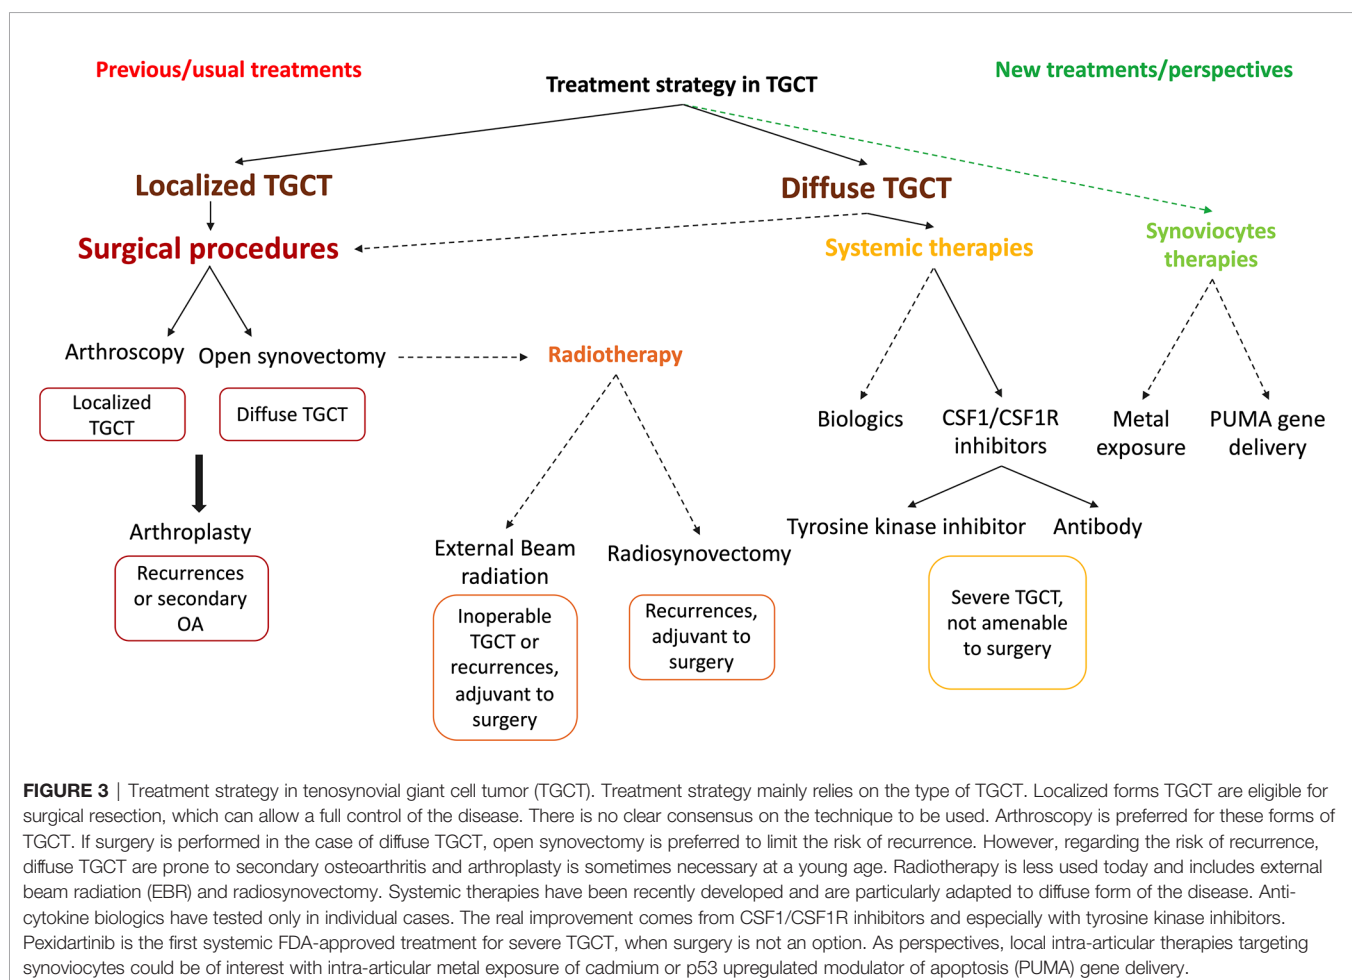 Previous/usual treatments
New treatments/perspectives
Treatment strategy in TGCT
Localized TGCT
Diffuse TGCT
Surgical procedures
Systemic therapies
Synoviocytes
therapies
Arthroscopy
Open synovectomy
Radiotherapy
Localized
TGCT
Diffuse TGCT
Biologics
CSF1/CSF1R
inhibitors
Metal
exposure
PUMA gene
delivery
Arthroplasty
Recurrences
or secondary
OA
External Beam
radiation
Radiosynovectomy
Tyrosine kinase inhibitor
Antibody
Inoperable
TGCT or
recurrences,
adjuvant to
surgery
Recurrences,
adjuvant to
surgery
Severe TGCT,
not amenable
to surgery
FIGURE 3 | Treatment strategy in tenosynovial giant cell tumor (TGCT). Treatment strategy mainly relies on the type of TGCT. Localized forms TGCT are eligible for
surgical resection, which can allow a full control of the disease. There is no clear consensus on the technique to be used. Arthroscopy is preferred for these forms of
TGCT. If surgery is performed in the case of diffuse TGCT, open synovectomy is preferred to limit the risk of recurrence. However, regarding the risk of recurrence,
diffuse TGCT are prone to secondary osteoarthritis and arthroplasty is sometimes necessary at a young age. Radiotherapy is less used today and includes external
beam radiation (EBR) and radiosynovectomy. Systemic therapies have been recently developed and are particularly adapted to diffuse form of the disease. Anti-
cytokine biologics have tested only in individual cases. The real improvement comes from CSF1/CSF1R inhibitors and especially with tyrosine kinase inhibitors.
Pexidartinib is the first systemic FDA-approved treatment for severe TGCT, when surgery is not an option. As perspectives, local intra-articular therapies targeting
synoviocytes could be of interest with intra-articular metal exposure of cadmium or p53 upregulated modulator of apoptosis (PUMA) gene delivery.